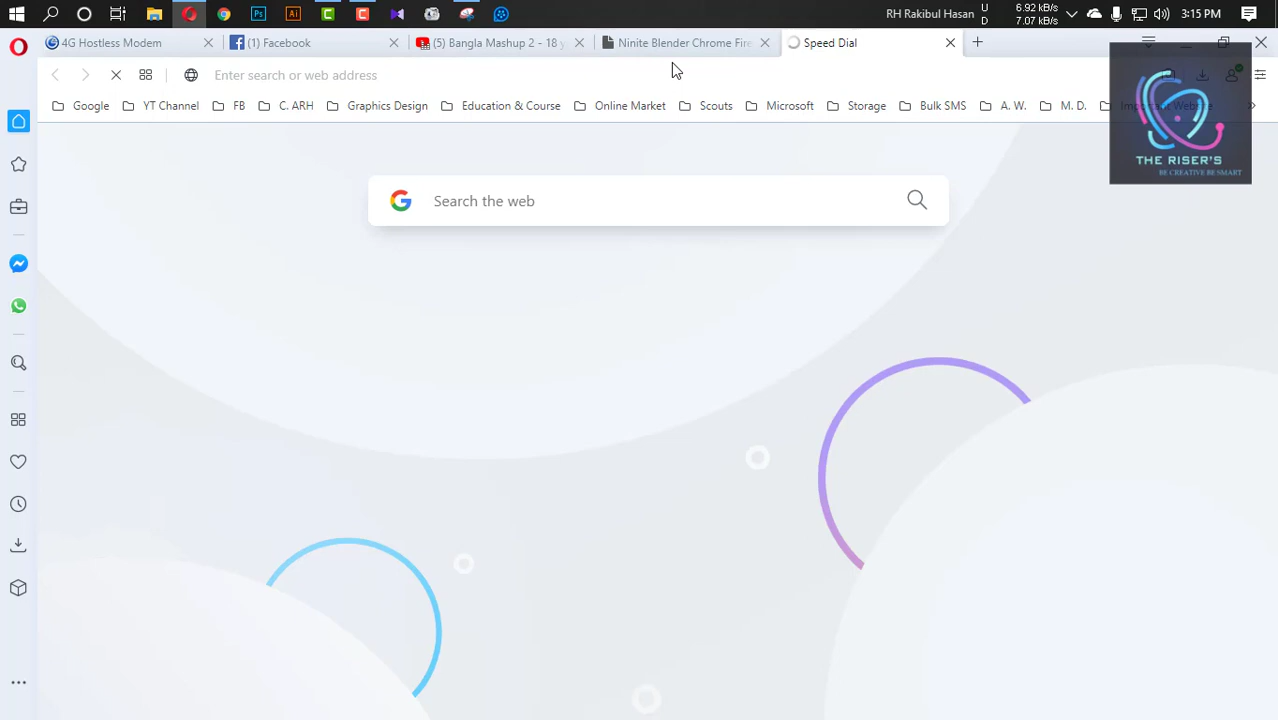 RH Rakibul Hasan U 6.92 kB/s D 7.07 kB/s 3:15 PM
4G Hostless Modem (1) Facebook (5) Bangla Mashup 2 - 18 y Ninite Blender Chrome Fire Speed Dial
Enter search or web address
Google YT Channel FB C. ARH Graphics Design Education & Course Online Market Scouts Microsoft Storage Bulk SMS A. W. M. D. Important Website
Search the web
THE RISER'S
BE CREATIVE BE SMART